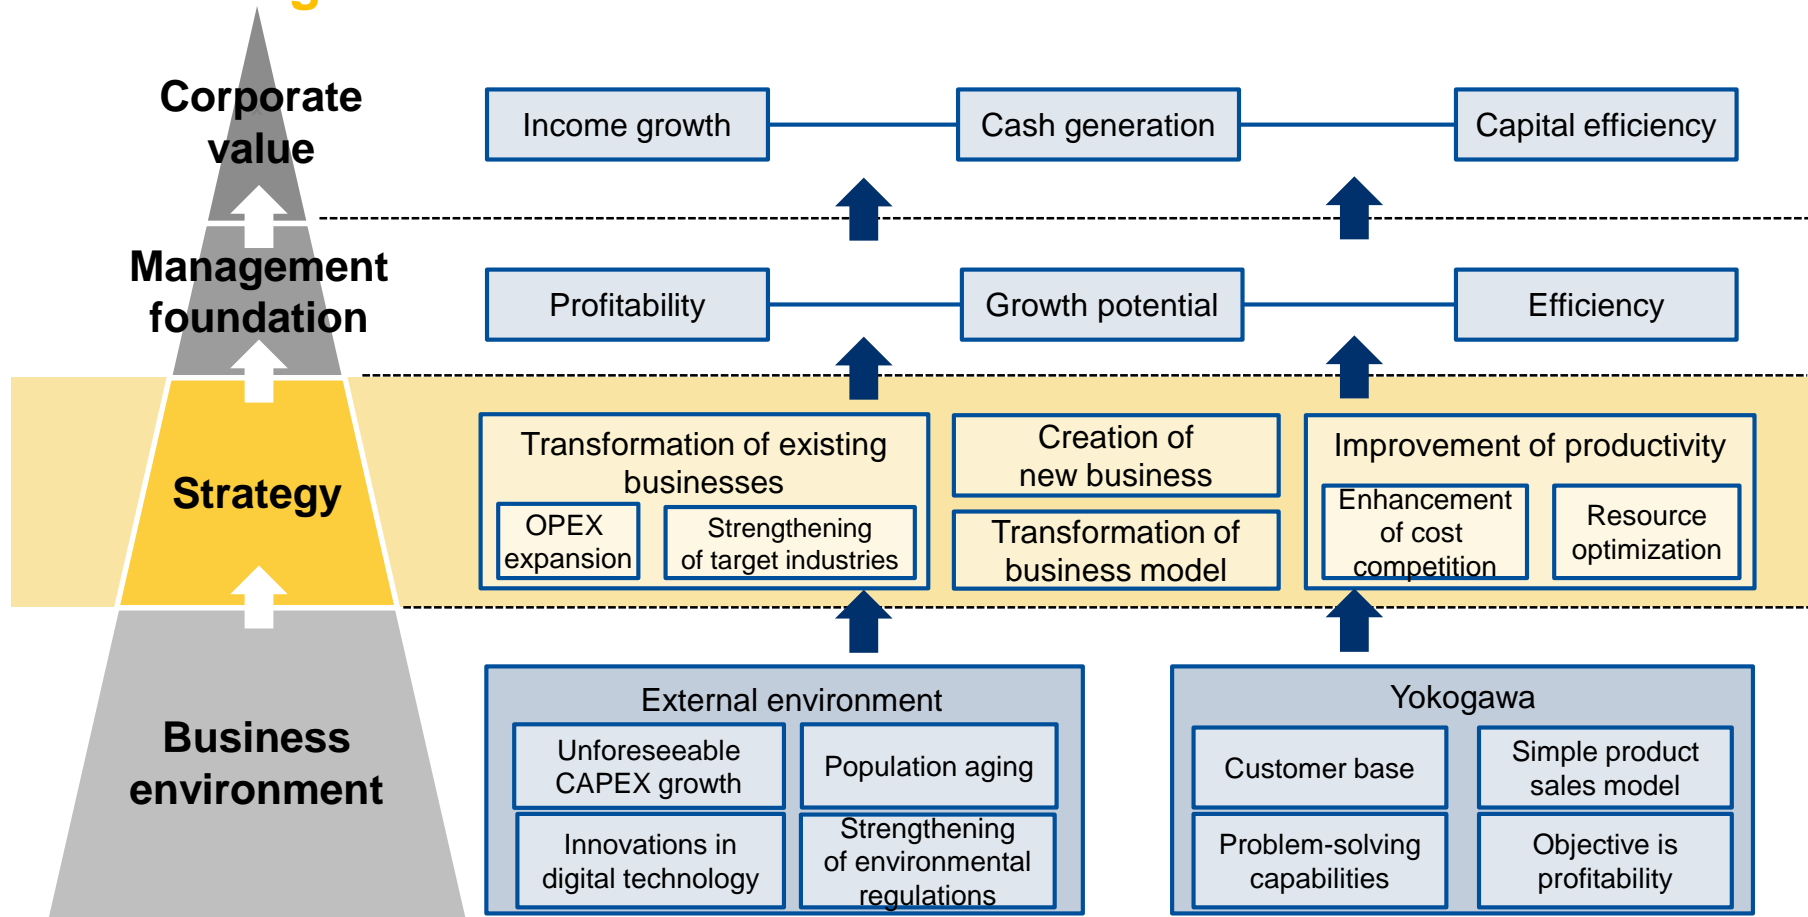 Corporate
value
Income growth
Cash generation
Capital efficiency
Management
foundation
Profitability
Growth potential
Efficiency
Strategy
Transformation of existing
businesses
OPEX
expansion
Strengthening
of target industries
Creation of
new business
Transformation of
business model
Improvement of productivity
Enhancement
of cost
competition
Resource
optimization
Business
environment
External environment
Unforeseeable
CAPEX growth
Population aging
Innovations in
digital technology
Strengthening
of environmental
regulations
Yokogawa
Customer base
Simple product
sales model
Problem-solving
capabilities
Objective is
profitability